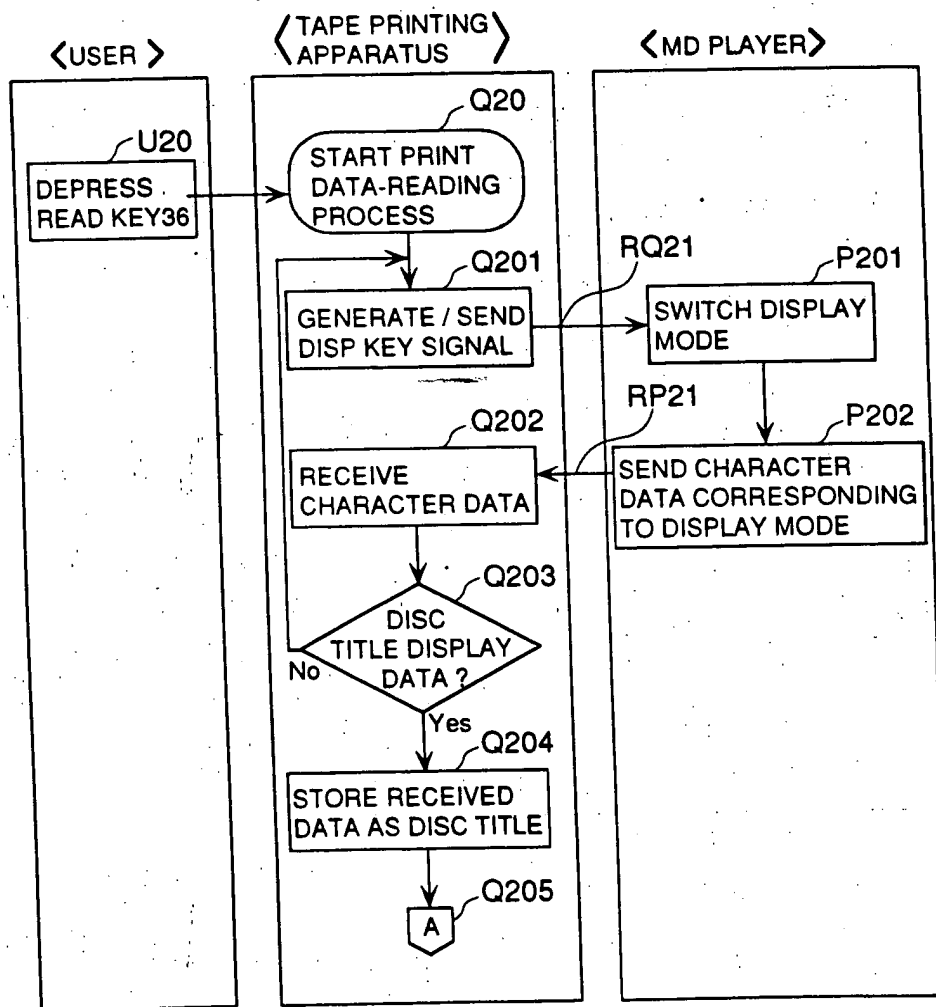 <USER>
<TAPE PRINTING
APPARATUS>
<MD PLAYER>
U20
DEPRESS
READ KEY36
Q20
START PRINT
DATA-READING
PROCESS
Q201
GENERATE / SEND
DISP KEY SIGNAL
RQ21
P201
SWITCH DISPLAY
MODE
RP21
P202
SEND CHARACTER
DATA CORRESPONDING
TO DISPLAY MODE
Q202
RECEIVE
CHARACTER DATA
Q203
DISC
TITLE DISPLAY
DATA ?
No
Yes
Q204
STORE RECEIVED
DATA AS DISC TITLE
Q205
A